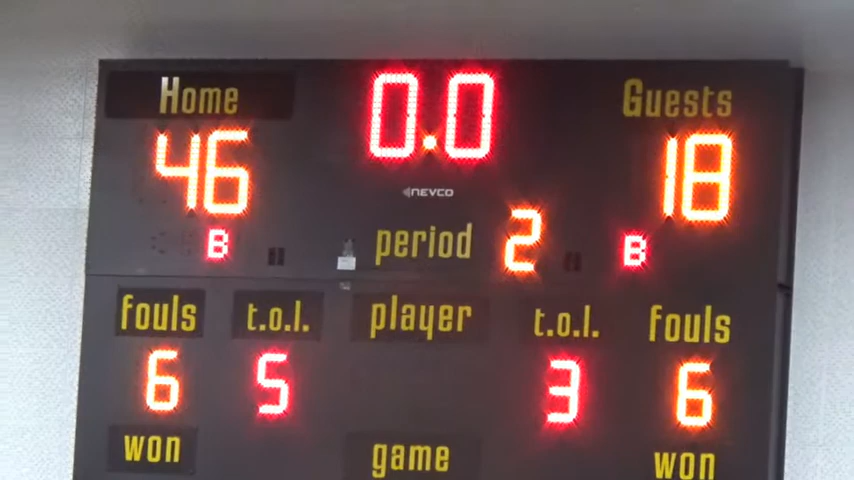 Home 0.0 Guests
46 18
NEVCO
B period 2 B
fouls t.o.l. player t.o.l. fouls
6 5 3 6
won game won